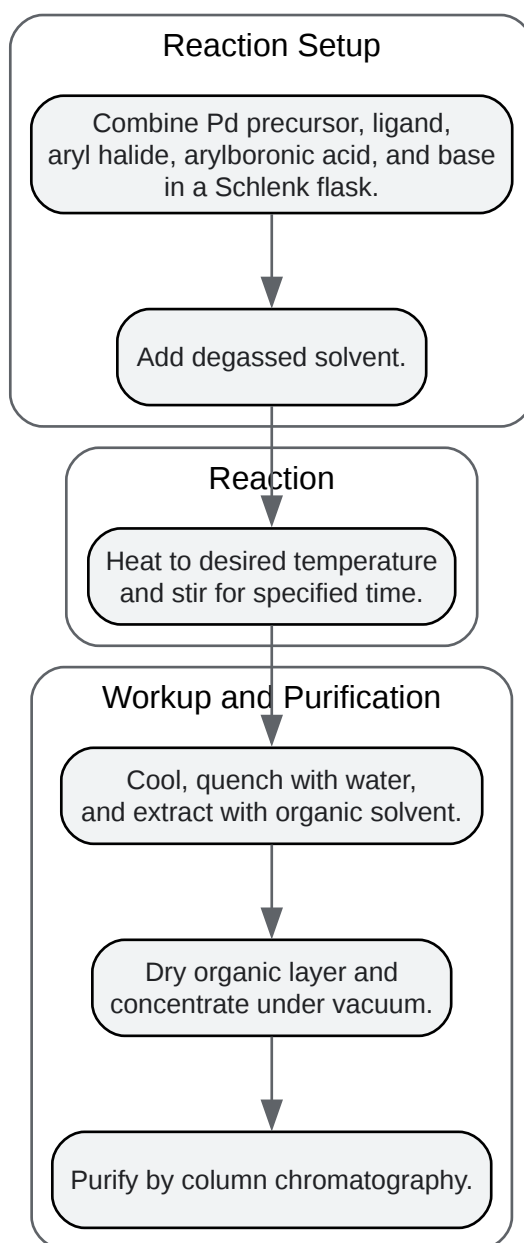 Reaction Setup
Combine Pd precursor, ligand,
aryl halide, arylboronic acid, and base
in a Schlenk flask.
Add degassed solvent.
Reaction
Heat to desired temperature
and stir for specified time.
Workup and Purification
Cool, quench with water,
and extract with organic solvent.
Dry organic layer and
concentrate under vacuum.
Purify by column chromatography.